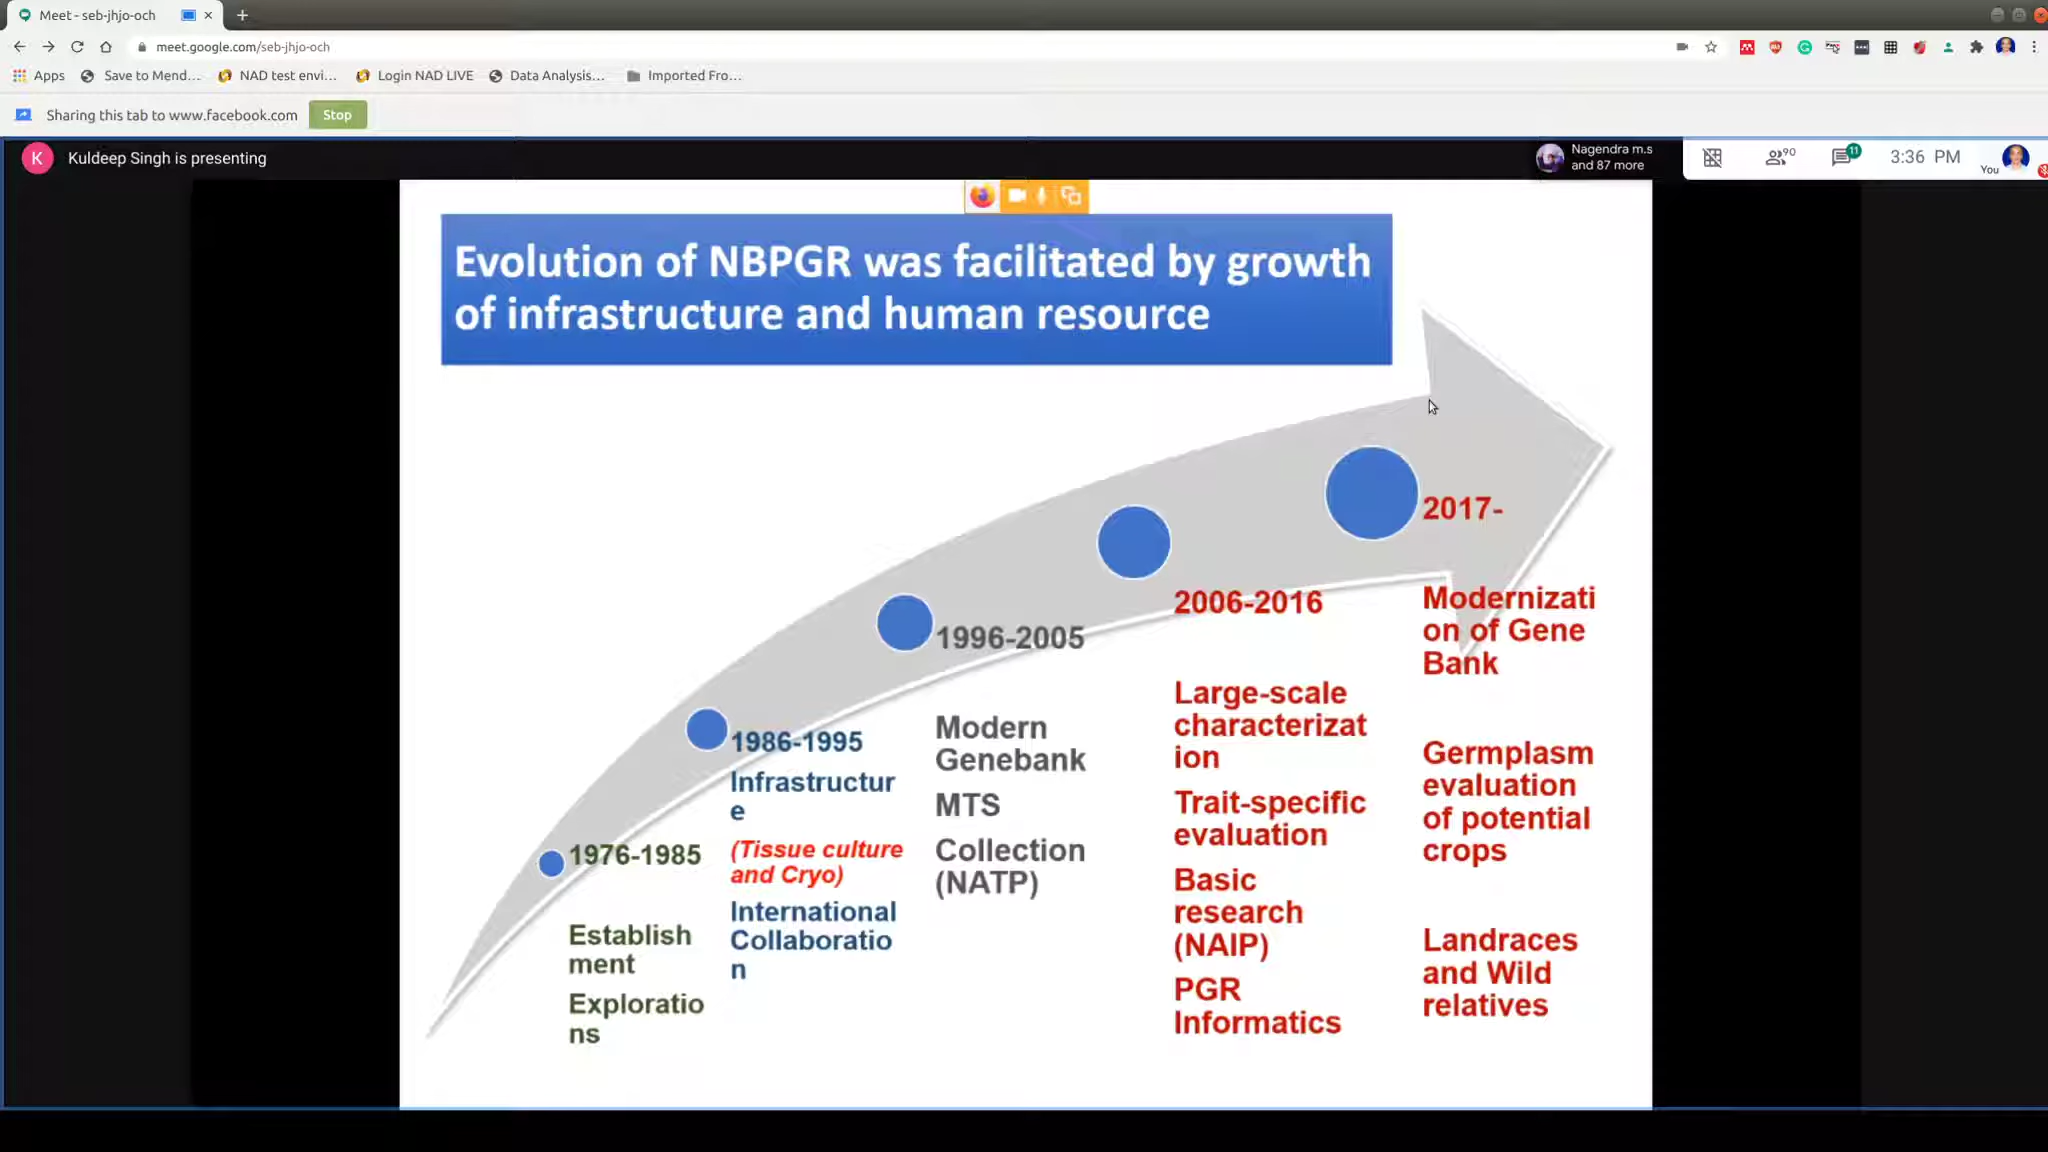 Meet - seb-jhjo-och
meet.google.com/seb-jhjo-och
Apps
Save to Mend...
NAD test envi...
Login NAD LIVE
Data Analysis...
Imported Fro...
Sharing this tab to www.facebook.com
Stop
K
Kuldeep Singh is presenting
Nagendra m.s
and 87 more
90
11
3:36 PM
You
Evolution of NBPGR was facilitated by growth
of infrastructure and human resource
1976-1985
Establish
ment
Exploratio
ns
1986-1995
Infrastructur
e
(Tissue culture
and Cryo)
International
Collaboratio
n
1996-2005
Modern
Genebank
MTS
Collection
(NATP)
2006-2016
Large-scale
characterizat
ion
Trait-specific
evaluation
Basic
research
(NAIP)
PGR
Informatics
2017-
Modernizati
on of Gene
Bank
Germplasm
evaluation
of potential
crops
Landraces
and Wild
relatives